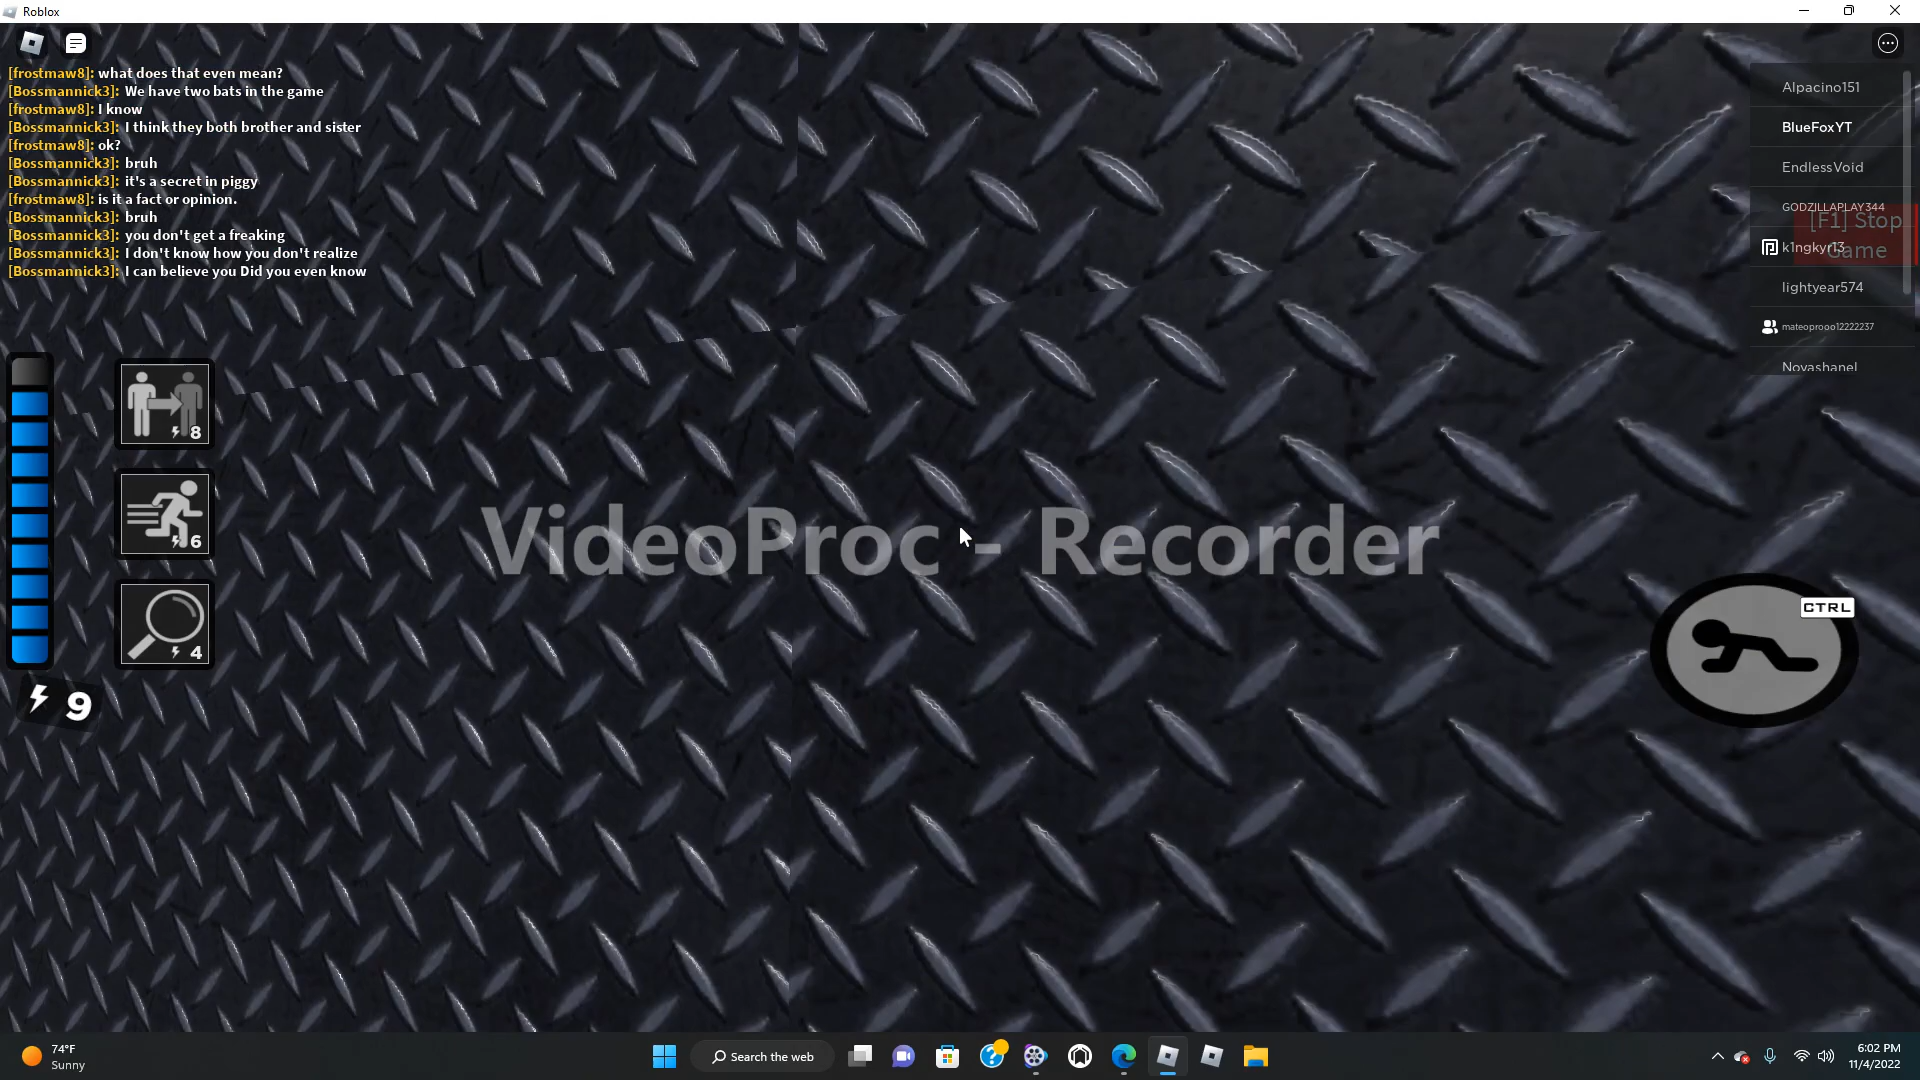 Roblox
[frostmaw8]: what does that even mean?
[Bossmannick3]: We have two bats in the game
[frostmaw8]: I know
[Bossmannick3]: I think they both brother and sister
[frostmaw8]: ok?
[Bossmannick3]: bruh
[Bossmannick3]: it's a secret in piggy
[frostmaw8]: is it a fact or opinion.
[Bossmannick3]: bruh
[Bossmannick3]: you don't get a freaking
[Bossmannick3]: I don't know how you don't realize
[Bossmannick3]: I can believe you Did you even know
Alpacino151
BlueFoxYT
EndlessVoid
GODZILLAPLAY344
[F1] Stop
Game
k1ngkyr13
lightyear574
mateoprooo12222237
Novashanel
8
6
4
9
VideoProc - Recorder
CTRL
74°F
Sunny
Search the web
6:02 PM
11/4/2022